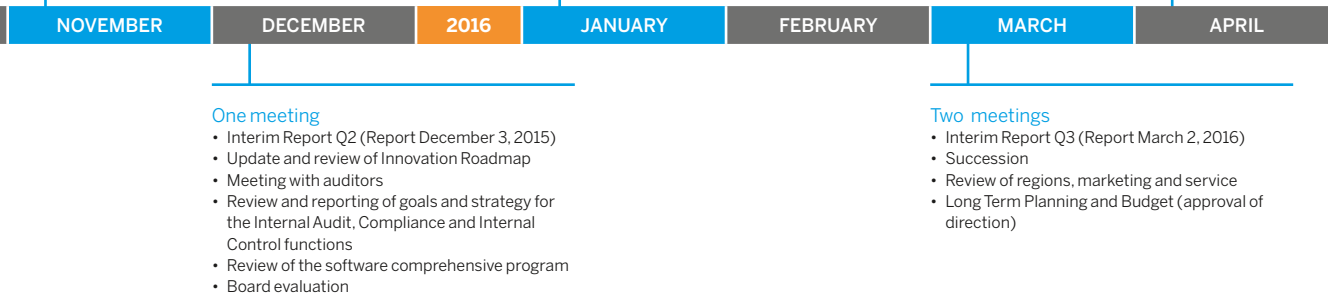 NOVEMBER DECEMBER 2016 JANUARY FEBRUARY MARCH APRIL
One meeting
• Interim Report Q2 (Report December 3, 2015)
• Update and review of Innovation Roadmap
• Meeting with auditors
• Review and reporting of goals and strategy for
the Internal Audit, Compliance and Internal
Control functions
• Review of the software comprehensive program
• Board evaluation
Two meetings
• Interim Report Q3 (Report March 2, 2016)
• Succession
• Review of regions, marketing and service
• Long Term Planning and Budget (approval of
direction)